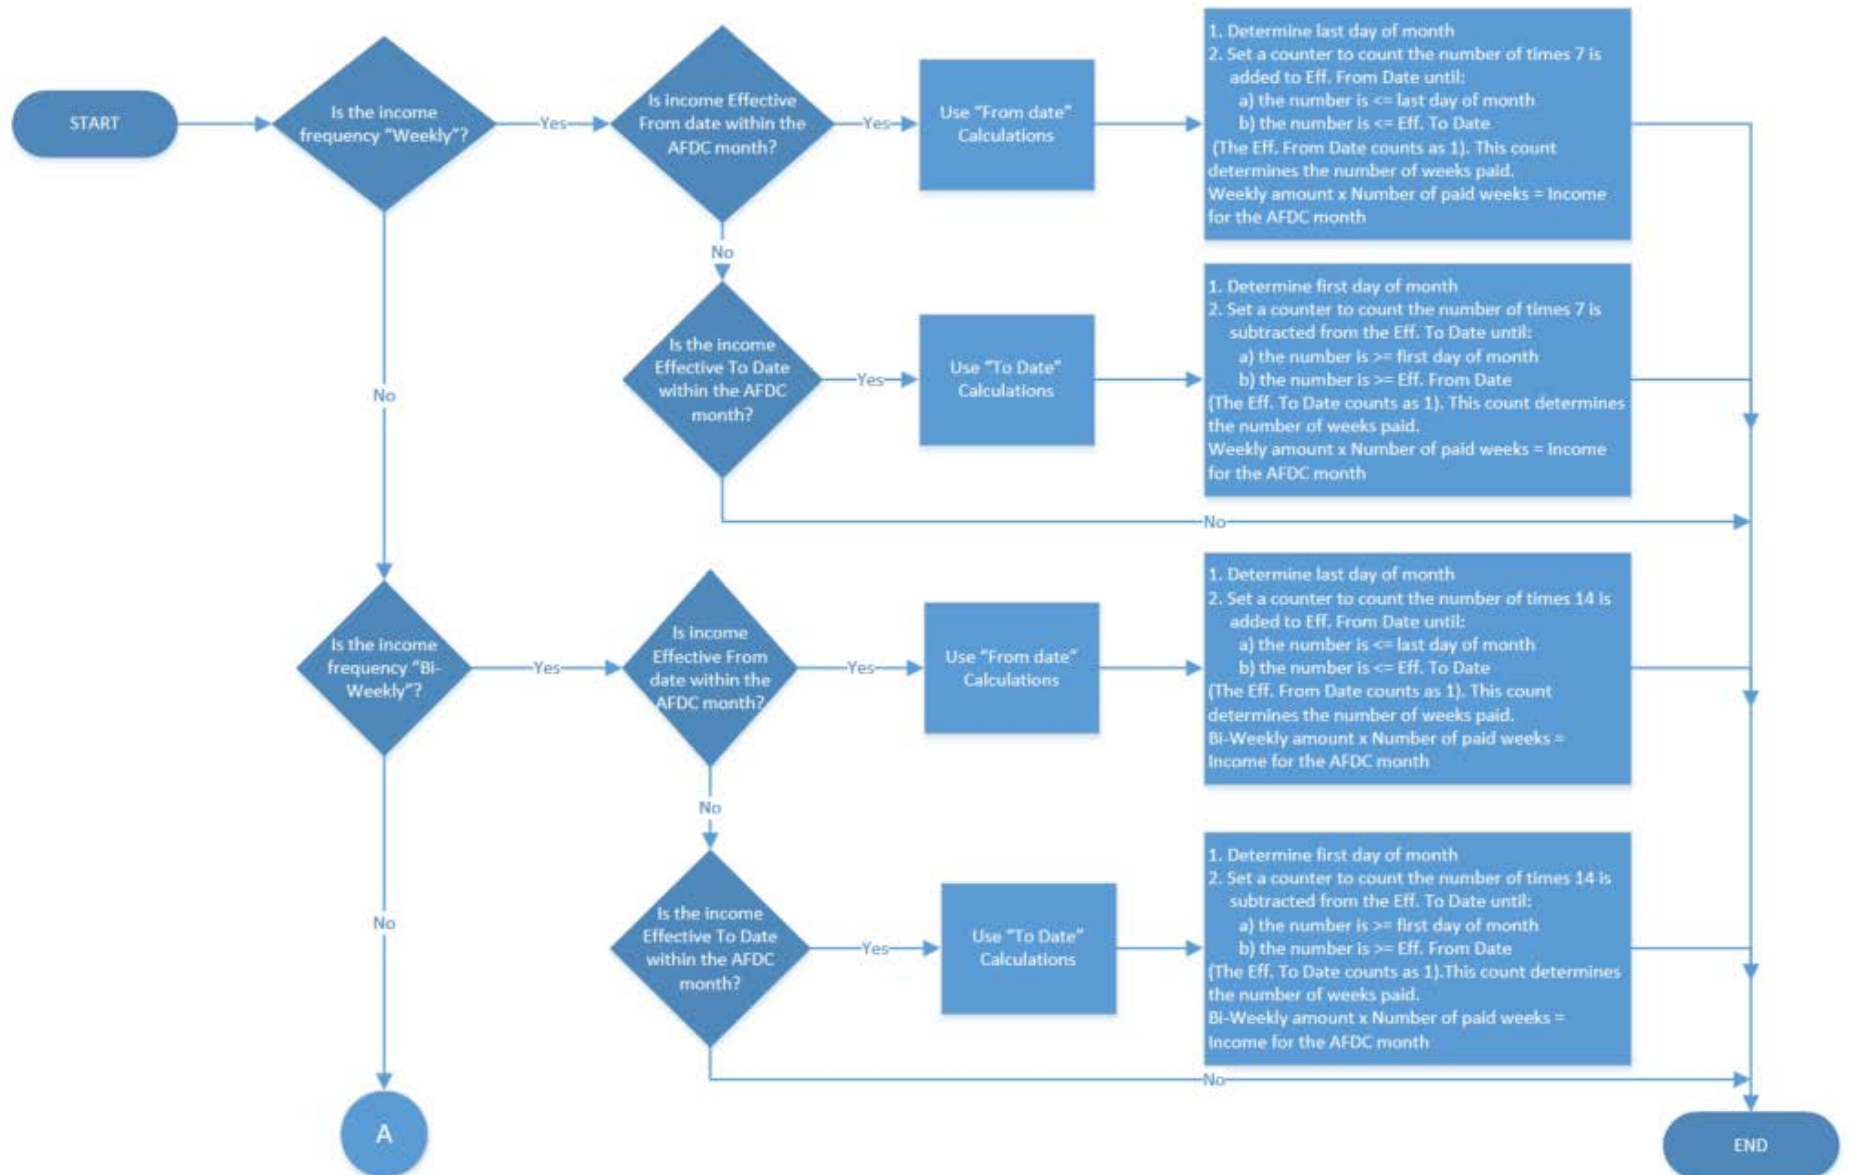 START
Is the income
frequency "Weekly"?
Yes
Is income Effective
From date within the
AFDC month?
Yes
Use "From date"
Calculations
1. Determine last day of month
2. Set a counter to count the number of times 7 is
added to Eff. From Date until:
a) the number is <= last day of month
b) the number is <= Eff. To Date
(The Eff. From Date counts as 1). This count
determines the number of weeks paid.
Weekly amount x Number of paid weeks = Income
for the AFDC month
No
Is the income
Effective To Date
within the AFDC
month?
Yes
Use "To Date"
Calculations
1. Determine first day of month
2. Set a counter to count the number of times 7 is
subtracted from the Eff. To Date until:
a) the number is >= first day of month
b) the number is >= Eff. From Date
(The Eff. To Date counts as 1). This count determines
the number of weeks paid.
Weekly amount x Number of paid weeks = Income
for the AFDC month
No
No
Is the income
frequency "Bi-
Weekly"?
Yes
Is income
Effective From
date within the
AFDC month?
Yes
Use "From date"
Calculations
1. Determine last day of month
2. Set a counter to count the number of times 14 is
added to Eff. From Date until:
a) the number is <= last day of month
b) the number is <= Eff. To Date
(The Eff. From Date counts as 1). This count
determines the number of weeks paid.
Bi-Weekly amount x Number of paid weeks =
Income for the AFDC month
No
Is the income
Effective To Date
within the AFDC
month?
Yes
Use "To Date"
Calculations
1. Determine first day of month
2. Set a counter to count the number of times 14 is
subtracted from the Eff. To Date until:
a) the number is >= first day of month
b) the number is >= Eff. From Date
(The Eff. To Date counts as 1).This count determines
the number of weeks paid.
Bi-Weekly amount x Number of paid weeks =
Income for the AFDC month
No
No
A
END